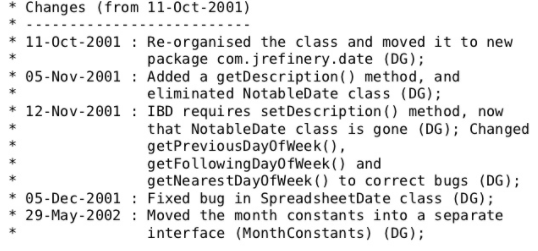 * Changes (from 11-Oct-2001)
* --------------------------
* 11-Oct-2001 : Re-organised the class and moved it to new
*               package com.jrefinery.date (DG);
* 05-Nov-2001 : Added a getDescription() method, and
*               eliminated NotableDate class (DG);
* 12-Nov-2001 : IBD requires setDescription() method, now
*               that NotableDate class is gone (DG); Changed
*               getPreviousDayOfWeek(),
*               getFollowingDayOfWeek() and
*               getNearestDayOfWeek() to correct bugs (DG);
* 05-Dec-2001 : Fixed bug in SpreadsheetDate class (DG);
* 29-May-2002 : Moved the month constants into a separate
*               interface (MonthConstants) (DG);